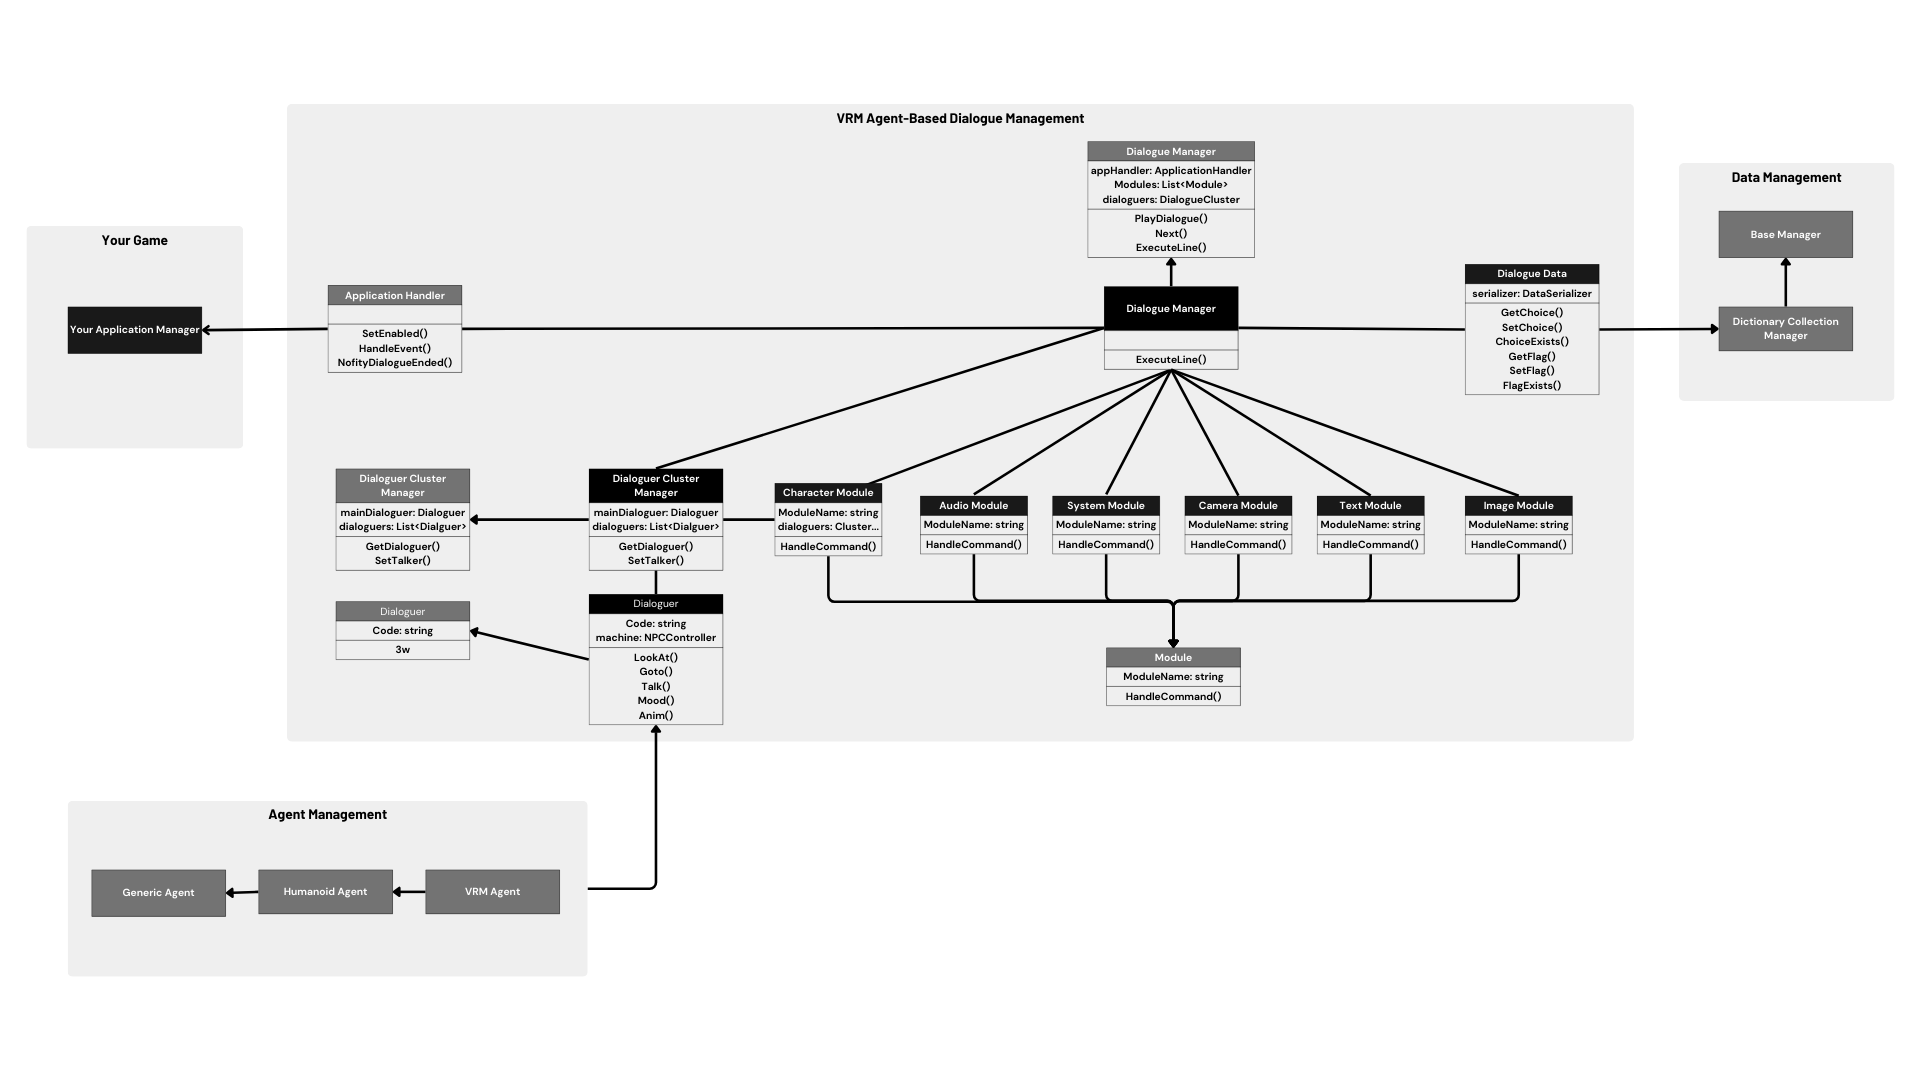 VRM Agent-Based Dialogue Management
Dialogue Manager
appHandler: ApplicationHandler
Modules: List<Module>
dialoguers: DialogueCluster
PlayDialogue()
Next()
ExecuteLine()
Data Management
Base Manager
Dictionary Collection
Manager
Your Game
Your Application Manager
Application Handler
SetEnabled()
HandleEvent()
NofityDialogueEnded()
Dialogue Manager
ExecuteLine()
Dialogue Data
serializer: DataSerializer
GetChoice()
SetChoice()
ChoiceExists()
GetFlag()
SetFlag()
FlagExists()
Dialoguer Cluster
Manager
mainDialoguer: Dialoguer
dialoguers: List<Dialguer>
GetDialoguer()
SetTalker()
Dialoguer Cluster
Manager
mainDialoguer: Dialoguer
dialoguers: List<Dialguer>
GetDialoguer()
SetTalker()
Character Module
ModuleName: string
dialoguers: Cluster...
HandleCommand()
Audio Module
ModuleName: string
HandleCommand()
System Module
ModuleName: string
HandleCommand()
Camera Module
ModuleName: string
HandleCommand()
Text Module
ModuleName: string
HandleCommand()
Image Module
ModuleName: string
HandleCommand()
Dialoguer
Code: string
3w
Dialoguer
Code: string
machine: NPCController
LookAt()
Goto()
Talk()
Mood()
Anim()
Module
ModuleName: string
HandleCommand()
Agent Management
Generic Agent
Humanoid Agent
VRM Agent